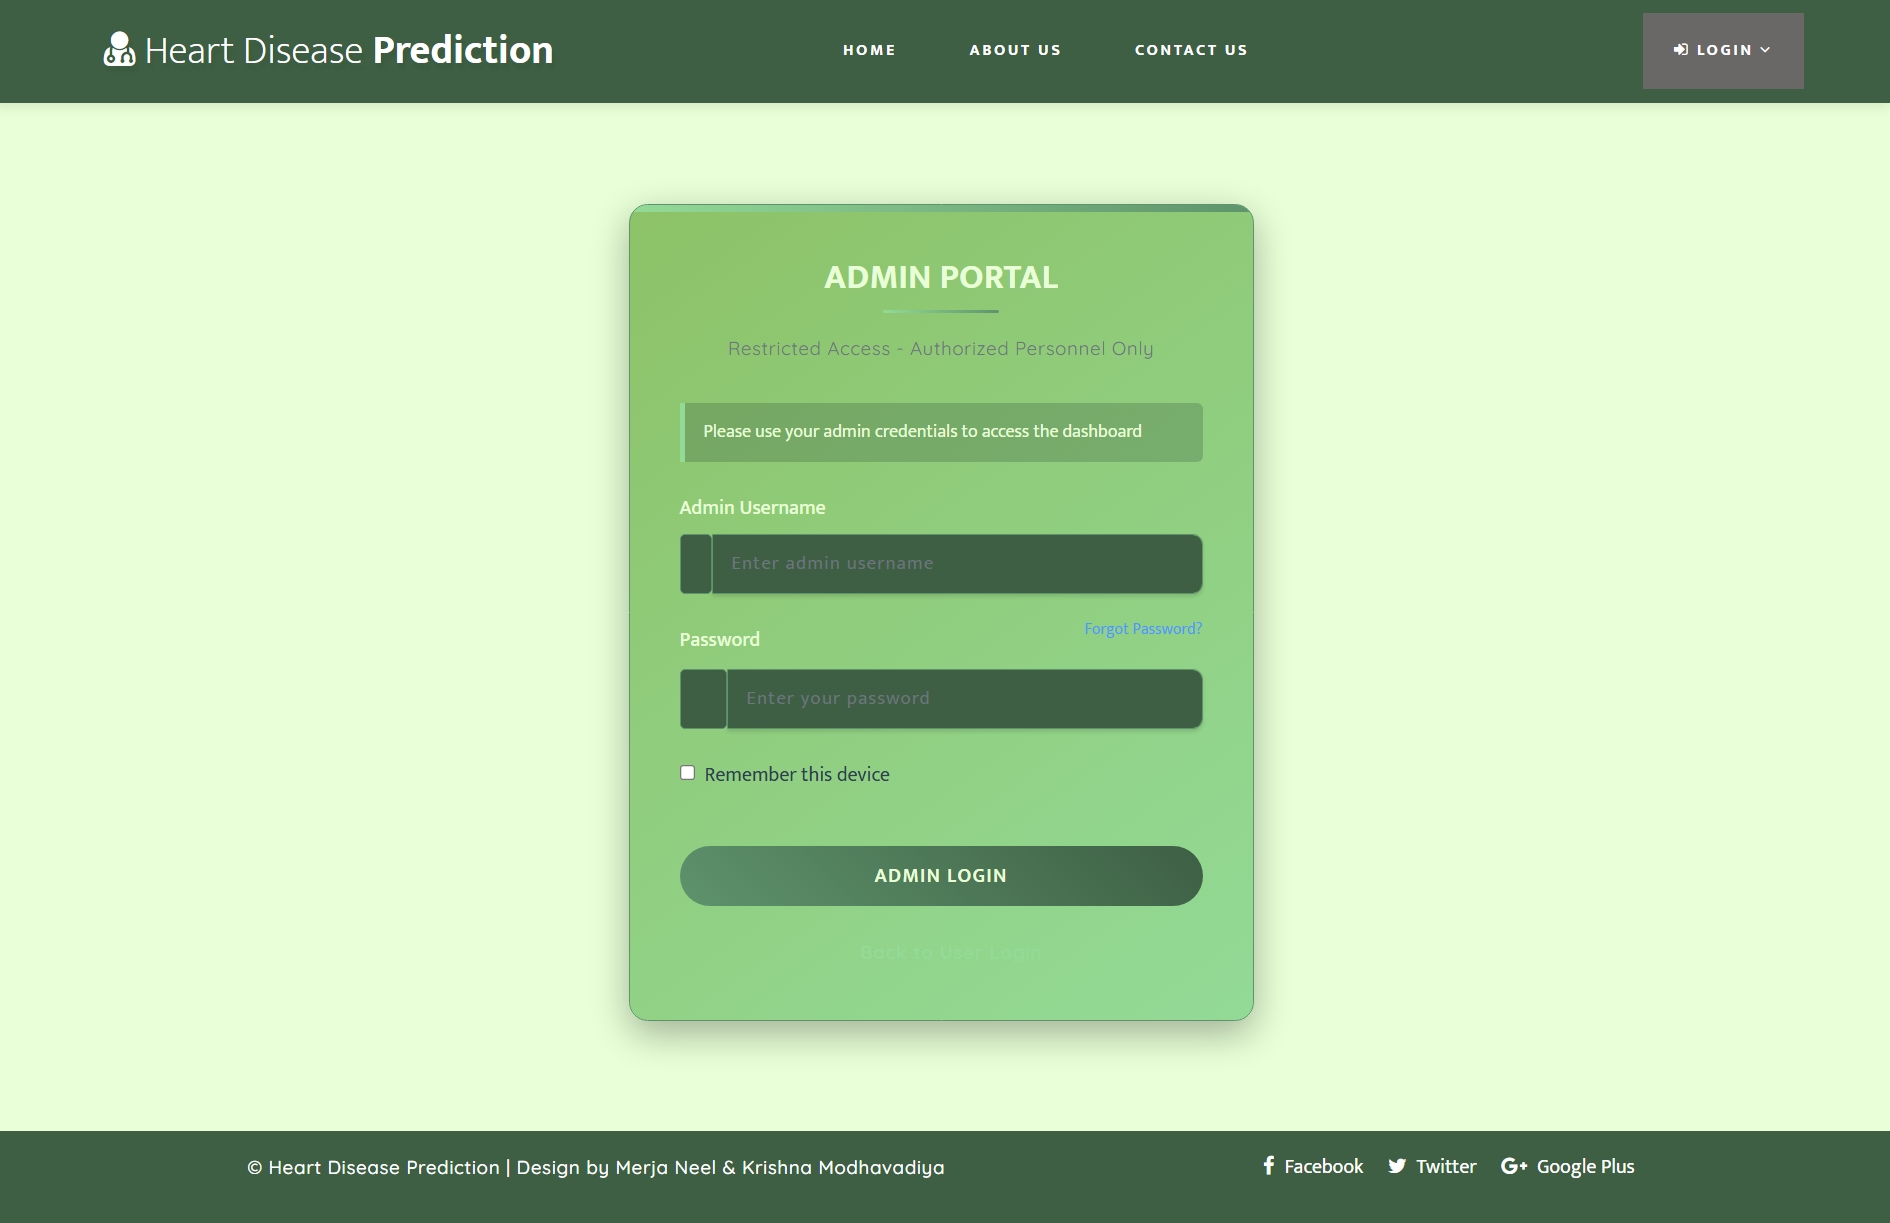 Heart Disease Prediction
HOME ABOUT US CONTACT US
LOGIN
ADMIN PORTAL
Restricted Access - Authorized Personnel Only
Please use your admin credentials to access the dashboard
Admin Username
Enter admin username
Password
Forgot Password?
Enter your password
Remember this device
ADMIN LOGIN
Back to User Login
© Heart Disease Prediction | Design by Merja Neel & Krishna Modhavadiya
Facebook Twitter Google Plus